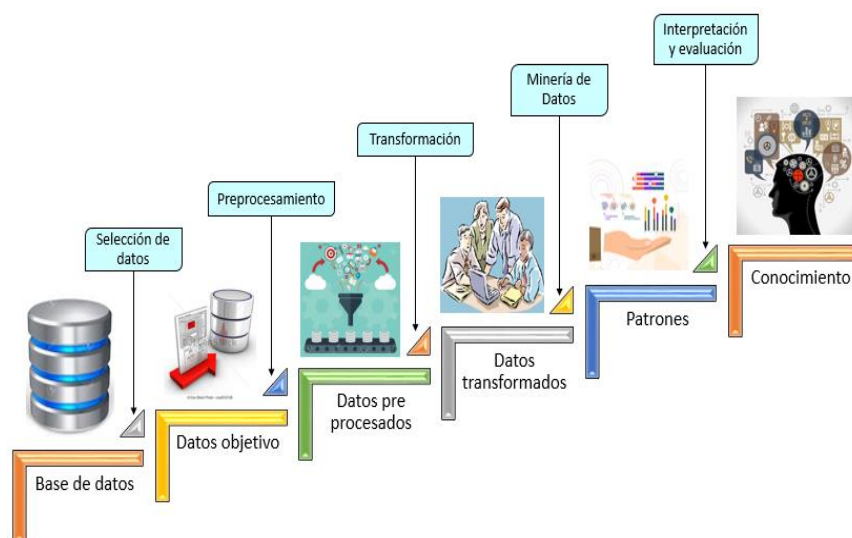 Interpretación
y evaluación
Minería de
Datos
Transformación
Preprocesamiento
Selección de
datos
Conocimiento
Patrones
Datos
transformados
Datos pre
procesados
Datos objetivo
Base de datos